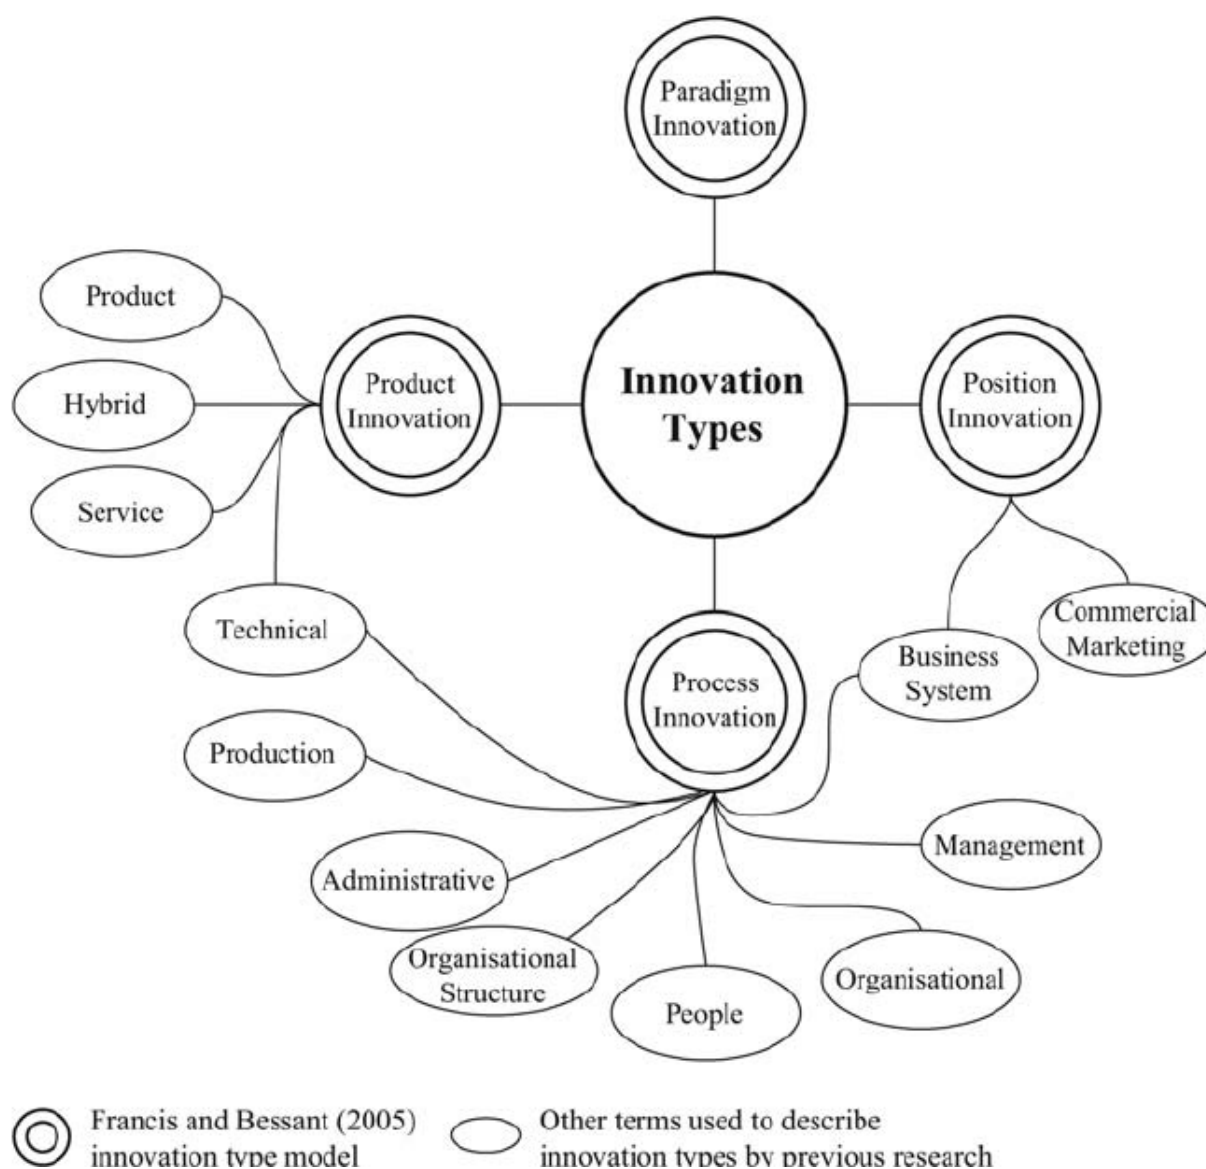 Paradigm
Innovation
Product
Hybrid
Service
Product
Innovation
Innovation
Types
Position
Innovation
Technical
Commercial
Marketing
Business
System
Process
Innovation
Production
Management
Administrative
Organisational
Structure
People
Organisational
Francis and Bessant (2005)
innovation type model
Other terms used to describe
innovation types by previous research